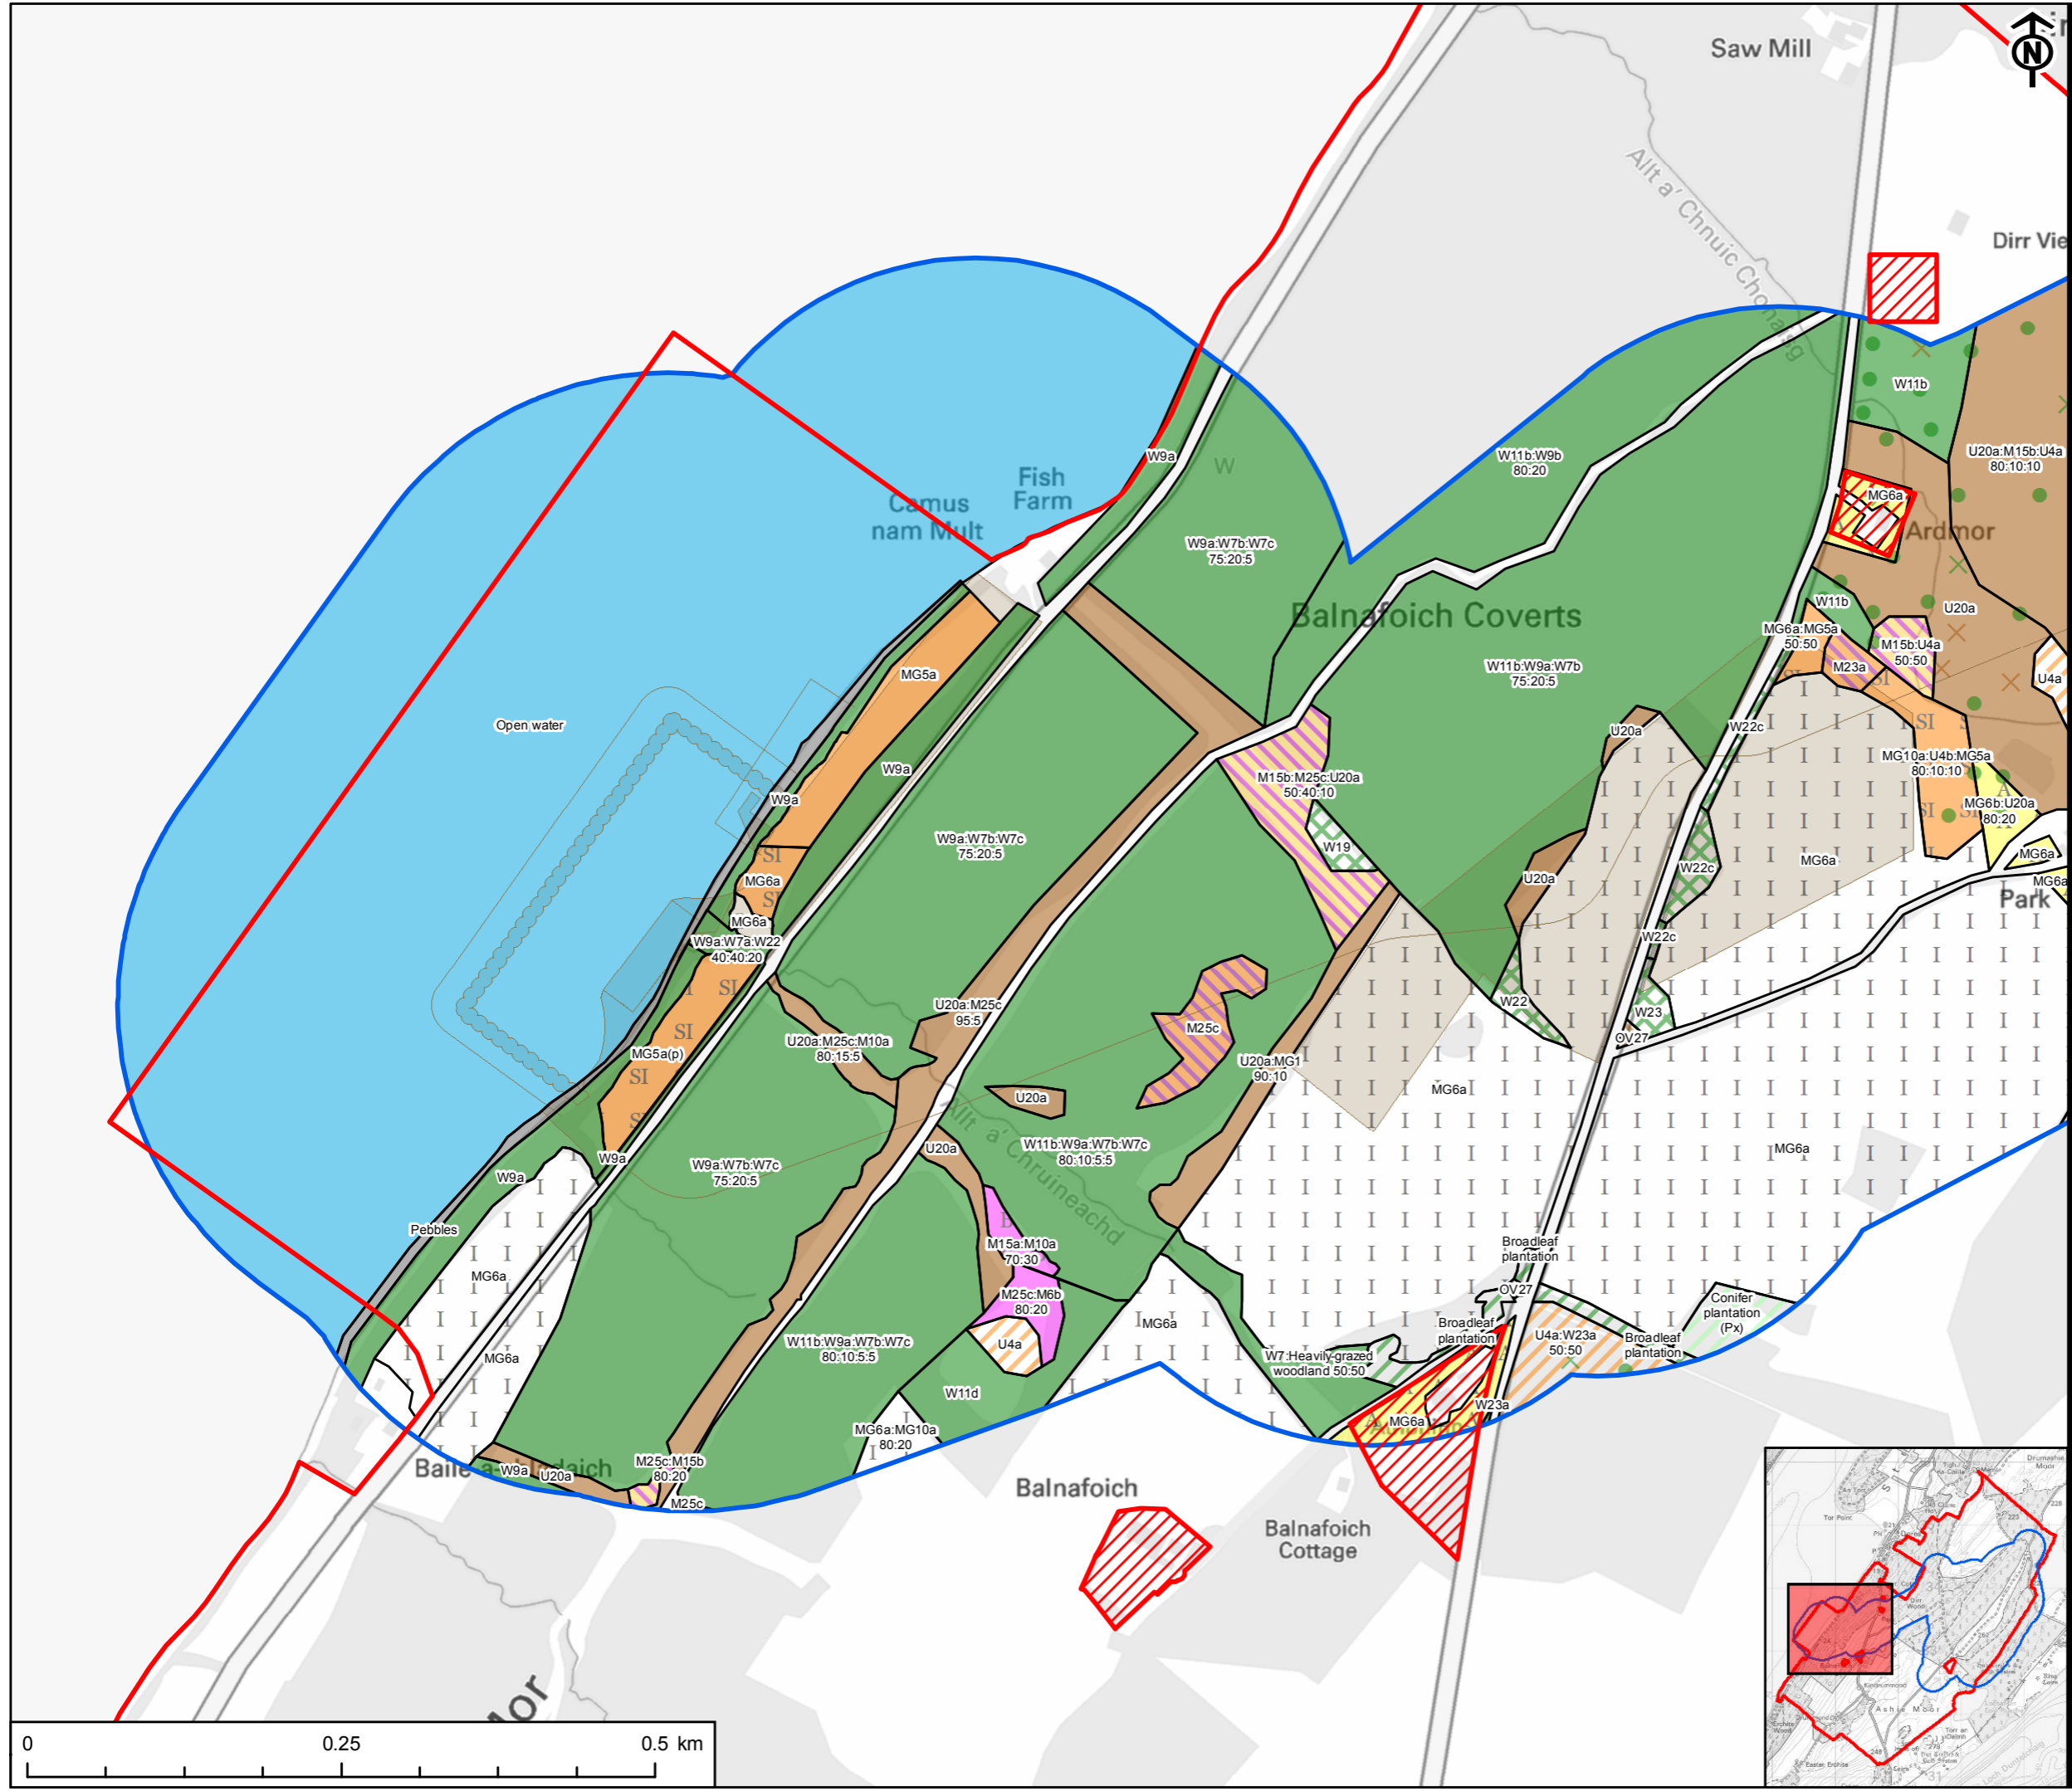 N
Saw Mill
Allt a' Chnuic Chonaisg
Dirr Vie
W11b
U20a:M15b:U4a
80:10:10
W9a
W
W11b:W9b
80:20
Fish
Farm
Camus
nam Mult
MG6a
Ardmor
W9a:W7b:W7c
75:20:5
W11b
U20a
Balnafoich Coverts
MG6a:MG5a
50:50
M15b:U4a
50:50
M23a
SI
U4a
MG5a
W11b:W9a:W7b
75:20:5
Open water
U20a
W22c
SI
W9a
M15b:M25c:U20a
50:40:10
MG10a:U4b:MG5a
80:10:10
W9a
MG6b:U20a
80:20
A
SI
W9a:W7b:W7c
75:20:5
W19
MG6a
MG6a
SI
W22c
U20a
MG6a
MG6a
Park
MG6a
W22c
W9a:W7a:W22
40:40:20
SI
W22
W23
U20a:M25c
95:5
M25c
OV27
SI
U20a:M25c:M10a
80:15:5
MG5a(p)
U20a:MG1
90:10
SI
MG6a
U20a
Allt a' Chruineachd
W11b:W9a:W7b:W7c
80:10:5:5
U20a
MG6a
W9a
W9a:W7b:W7c
75:20:5
W9a
Pebbles
B
M15a:M10a
70:30
Broadleaf
plantation
MG6a
M25c:M6b
80:20
OV27
Conifer
plantation
(Px)
MG6a
Broadleaf
plantation
U4a:W23a
50:50
Broadleaf
plantation
W11b:W9a:W7b:W7c
80:10:5:5
U4a
MG6a
W7:Heavily-grazed
woodland 50:50
W11d
W23a
MG6a
MG6a:MG10a
80:20
W9a
U20a
M25c:M15b
80:20
M25c
Balnafoich
Balnafoich
Cottage
0
0.25
0.5 km